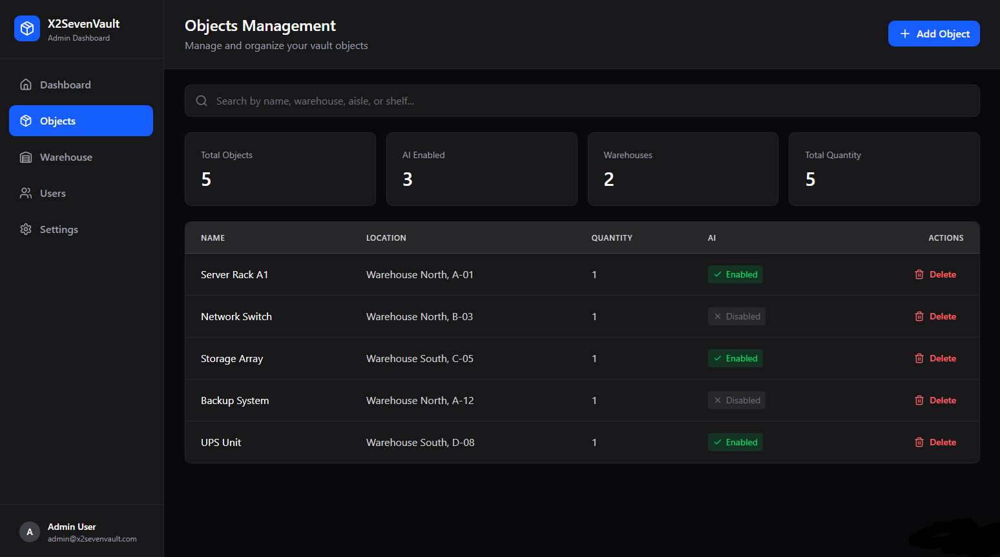 X2SevenVault
Admin Dashboard
Dashboard
Objects
Warehouse
Users
Settings
A
Admin User
admin@x2sevenvault.com
Objects Management
Manage and organize your vault objects
Add Object
Search by name, warehouse, aisle, or shelf...
Total Objects
5
AI Enabled
3
Warehouses
2
Total Quantity
5
NAME LOCATION QUANTITY AI ACTIONS
Server Rack A1 Warehouse North, A-01 1 Enabled Delete
Network Switch Warehouse North, B-03 1 Disabled Delete
Storage Array Warehouse South, C-05 1 Enabled Delete
Backup System Warehouse North, A-12 1 Disabled Delete
UPS Unit Warehouse South, D-08 1 Enabled Delete